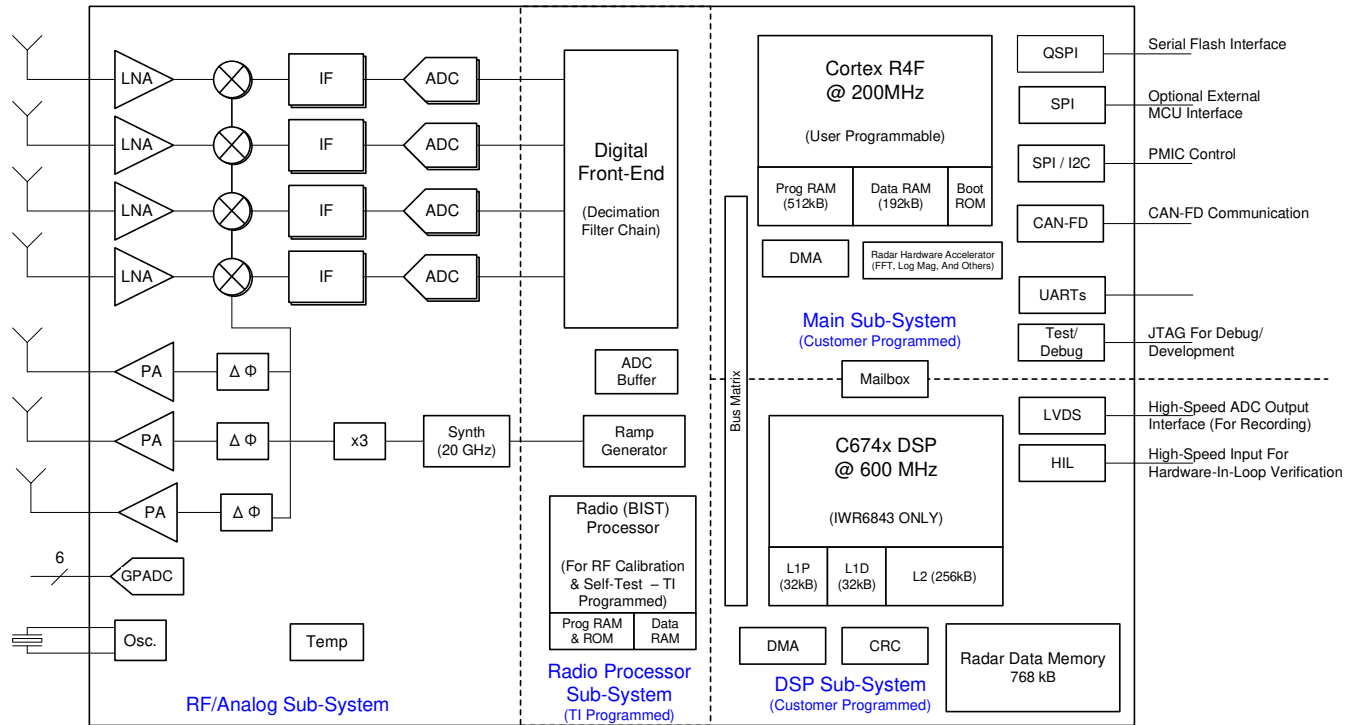 LNA
IF
ADC
LNA
IF
ADC
LNA
IF
ADC
LNA
IF
ADC
Digital
Front-End
(Decimation
Filter Chain)
PA
Δ Φ
PA
Δ Φ
PA
Δ Φ
x3
Synth
(20 GHz)
ADC
Buffer
Ramp
Generator
6
GPADC
Osc.
Temp
RF/Analog Sub-System
Radio (BIST)
Processor
(For RF Calibration
& Self-Test – TI
Programmed)
Prog RAM
& ROM
Data
RAM
Radio Processor
Sub-System
(TI Programmed)
Bus Matrix
Cortex R4F
@ 200MHz
(User Programmable)
Prog RAM
(512kB)
Data RAM
(192kB)
Boot
ROM
DMA
Radar Hardware Accelerator
(FFT, Log Mag, And Others)
Main Sub-System
(Customer Programmed)
Mailbox
C674x DSP
@ 600 MHz
(IWR6843 ONLY)
L1P
(32kB)
L1D
(32kB)
L2 (256kB)
DMA
CRC
DSP Sub-System
(Customer Programmed)
Radar Data Memory
768 kB
QSPI
Serial Flash Interface
SPI
Optional External
MCU Interface
SPI / I2C
PMIC Control
CAN-FD
CAN-FD Communication
UARTs
Test/
Debug
JTAG For Debug/
Development
LVDS
High-Speed ADC Output
Interface (For Recording)
HIL
High-Speed Input For
Hardware-In-Loop Verification